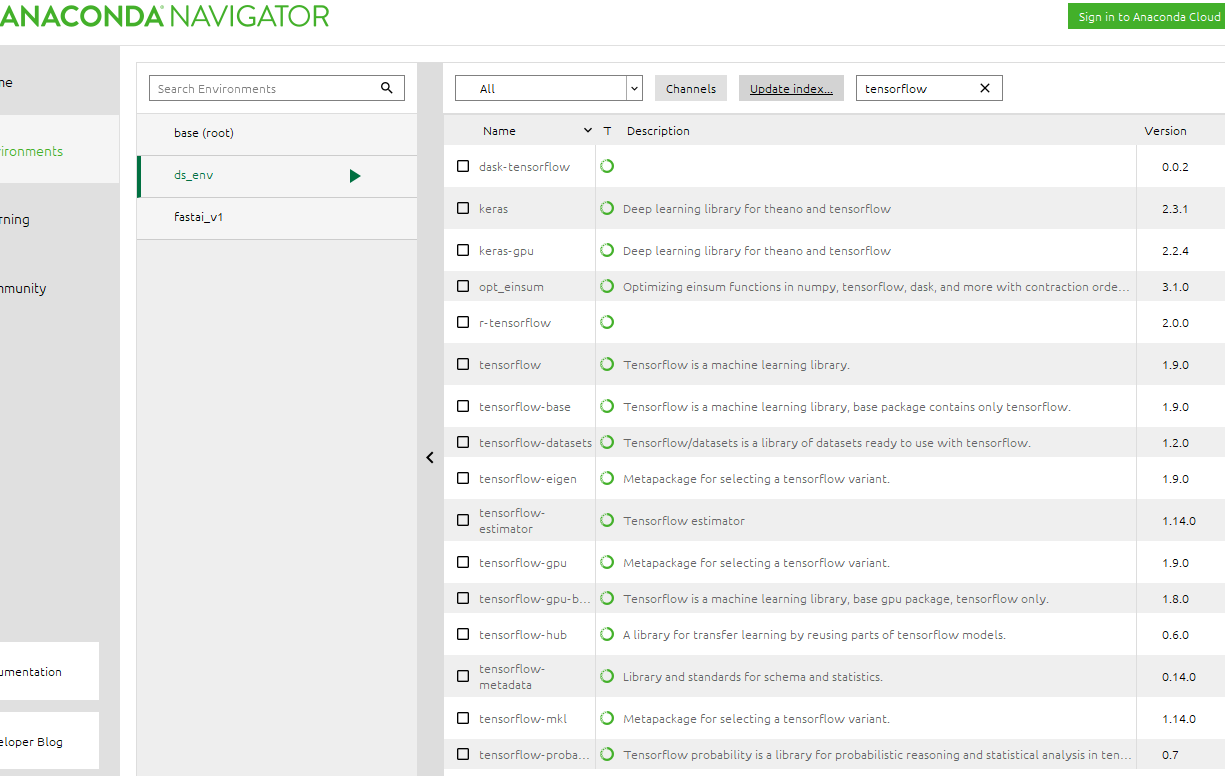 ANACONDA NAVIGATOR
Sign in to Anaconda Cloud
me
ironments
rning
mmunity
umentation
eloper Blog
Search Environments
base (root)
ds_env
fastai_v1
All
Channels
Update index...
tensorflow
Name T Description Version
dask-tensorflow 0.0.2
keras Deep learning library for theano and tensorflow 2.3.1
keras-gpu Deep learning library for theano and tensorflow 2.2.4
opt_einsum Optimizing einsum functions in numpy, tensorflow, dask, and more with contraction orde... 3.1.0
r-tensorflow 2.0.0
tensorflow Tensorflow is a machine learning library. 1.9.0
tensorflow-base Tensorflow is a machine learning library, base package contains only tensorflow. 1.9.0
tensorflow-datasets Tensorflow/datasets is a library of datasets ready to use with tensorflow. 1.2.0
tensorflow-eigen Metapackage for selecting a tensorflow variant. 1.9.0
tensorflow-
estimator Tensorflow estimator 1.14.0
tensorflow-gpu Metapackage for selecting a tensorflow variant. 1.9.0
tensorflow-gpu-b... Tensorflow is a machine learning library, base gpu package, tensorflow only. 1.8.0
tensorflow-hub A library for transfer learning by reusing parts of tensorflow models. 0.6.0
tensorflow-
metadata Library and standards for schema and statistics. 0.14.0
tensorflow-mkl Metapackage for selecting a tensorflow variant. 1.14.0
tensorflow-proba... Tensorflow probability is a library for probabilistic reasoning and statistical analysis in ten... 0.7